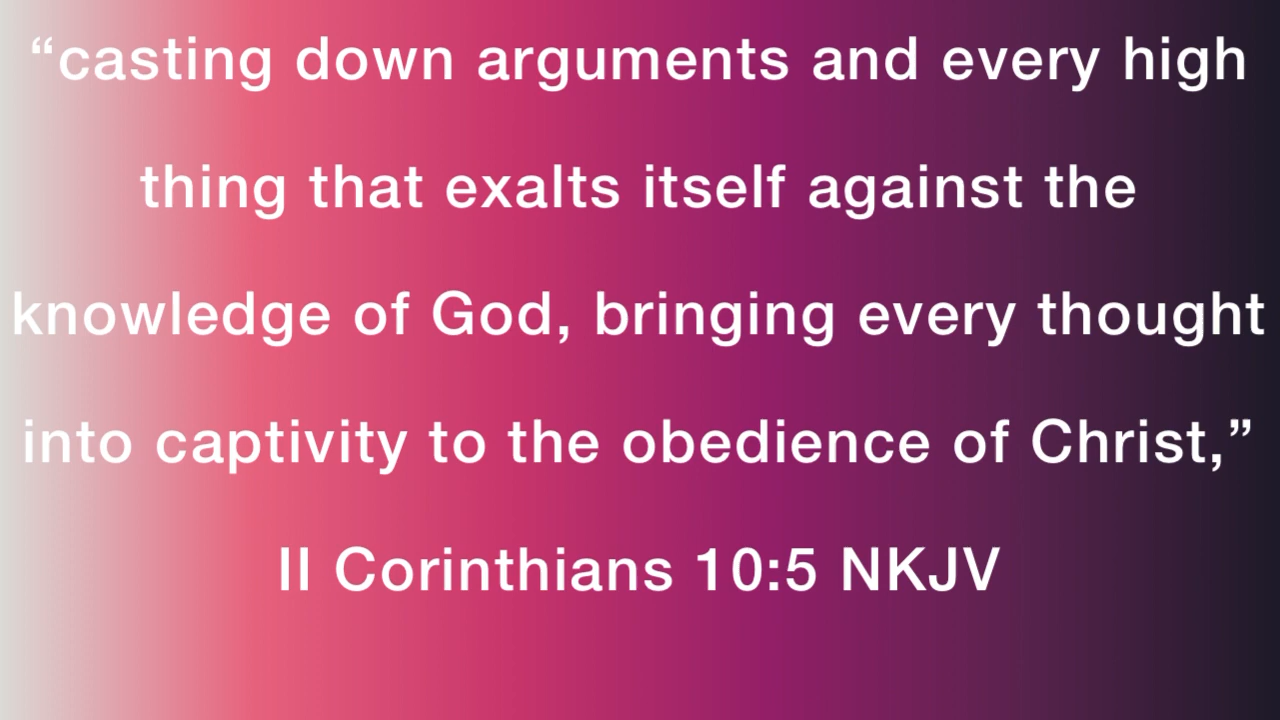 “casting down arguments and every high
thing that exalts itself against the
knowledge of God, bringing every thought
into captivity to the obedience of Christ,”
II Corinthians 10:5 NKJV